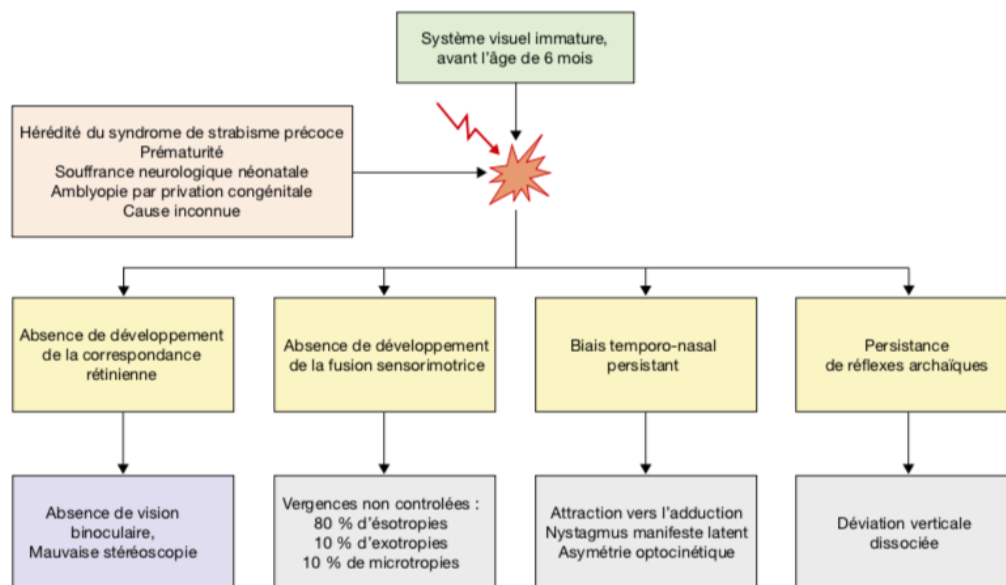 Système visuel immature,
avant l'âge de 6 mois
Hérédité du syndrome de strabisme précoce
Prématurité
Souffrance neurologique néonatale
Amblyopie par privation congénitale
Cause inconnue
Absence de développement
de la correspondance
rétinienne
Absence de développement
de la fusion sensorimotrice
Biais temporo-nasal
persistant
Persistance
de réflexes archaïques
Absence de vision
binoculaire,
Mauvaise stéréoscopie
Vergences non controlées :
80 % d'ésotropies
10 % d'exotropies
10 % de microtropies
Attraction vers l'adduction
Nystagmus manifeste latent
Asymétrie optocinétique
Déviation verticale
dissociée